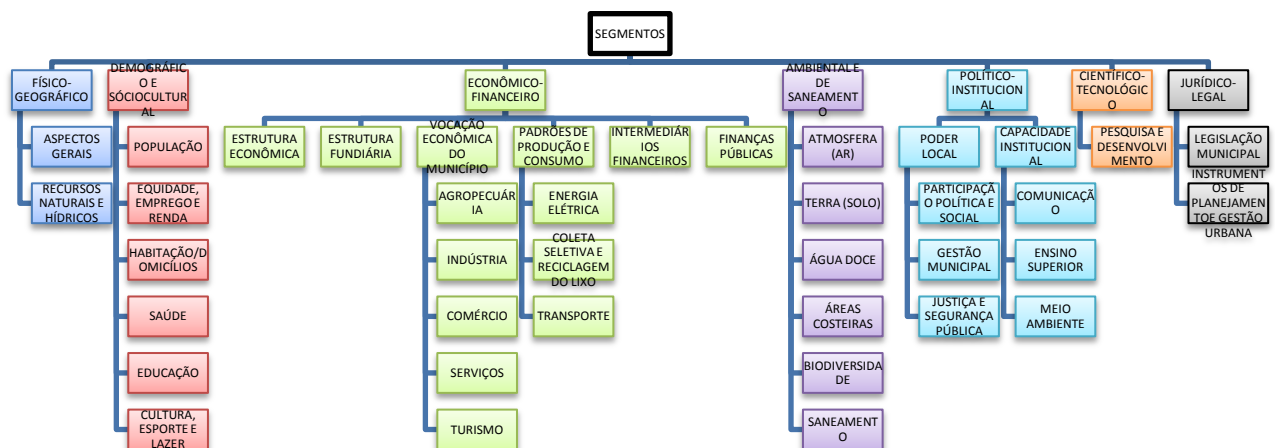 SEGMENTOS
FÍSICO-
GEOGRÁFICO
ASPECTOS
GERAIS
RECURSOS
NATURAIS E
HÍDRICOS
DEMOGRÁFIC
O E
SÓCIOCULTUR
AL
POPULAÇÃO
EQUIDADE,
EMPREGO E
RENDA
HABITAÇÃO/D
OMICÍLIOS
SAÚDE
EDUCAÇÃO
CULTURA,
ESPORTE E
LAZER
ECONÔMICO-
FINANCEIRO
ESTRUTURA
ECONÔMICA
ESTRUTURA
FUNDIÁRIA
VOCAÇÃO
ECONÔMICA
DO
MUNICÍPIO
AGROPECUÁR
IA
INDÚSTRIA
COMÉRCIO
SERVIÇOS
TURISMO
PADRÕES DE
PRODUÇÃO E
CONSUMO
ENERGIA
ELÉTRICA
COLETA
SELETIVA E
RECICLAGEM
DO LIXO
TRANSPORTE
INTERMEDIÁR
IOS
FINANCEIROS
FINANÇAS
PÚBLICAS
AMBIENTAL E
DE
SANEAMENT
O
ATMOSFERA
(AR)
TERRA (SOLO)
ÁGUA DOCE
ÁREAS
COSTEIRAS
BIODIVERSIDA
DE
SANEAMENT
O
POLÍTICO-
INSTITUCION
AL
PODER
LOCAL
PARTICIPAÇÃ
O POLÍTICA E
SOCIAL
GESTÃO
MUNICIPAL
JUSTIÇA E
SEGURANÇA
PÚBLICA
CAPACIDADE
INSTITUCION
AL
COMUNICAÇÃ
O
ENSINO
SUPERIOR
MEIO
AMBIENTE
CIENTÍFICO-
TECNOLÓGIC
O
PESQUISA E
DESENVOLVI
MENTO
JURÍDICO-
LEGAL
LEGISLAÇÃO
MUNICIPAL
INSTRUMENT
OS DE
PLANEJAMEN
TOE GESTÃO
URBANA